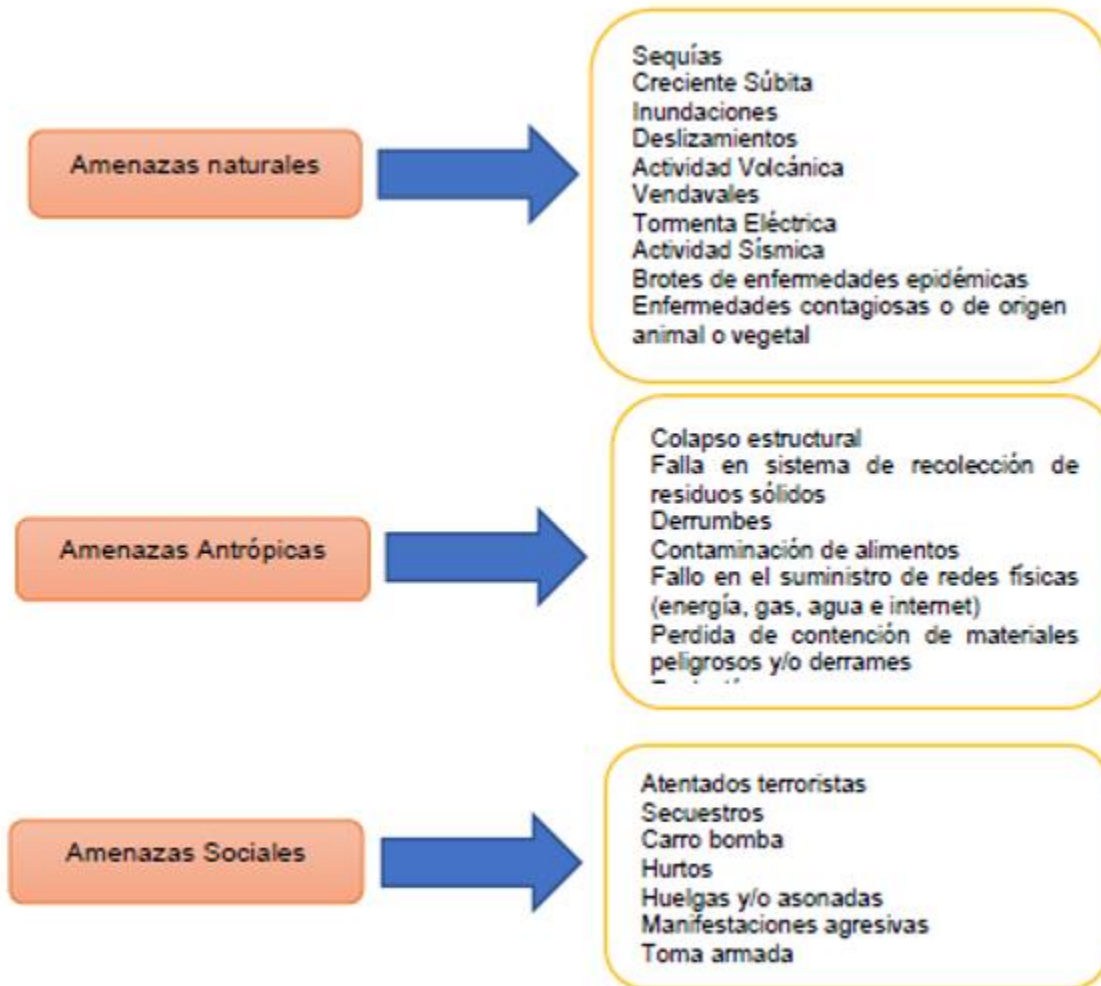 Amenazas naturales
Sequías
Creciente Súbita
Inundaciones
Deslizamientos
Actividad Volcánica
Vendavales
Tormenta Eléctrica
Actividad Sísmica
Brotes de enfermedades epidémicas
Enfermedades contagiosas o de origen
animal o vegetal
Amenazas Antrópicas
Colapso estructural
Falla en sistema de recolección de
residuos sólidos
Derrumbes
Contaminación de alimentos
Fallo en el suministro de redes físicas
(energía, gas, agua e internet)
Perdida de contención de materiales
peligrosos y/o derrames
Amenazas Sociales
Atentados terroristas
Secuestros
Carro bomba
Hurtos
Huelgas y/o asonadas
Manifestaciones agresivas
Toma armada